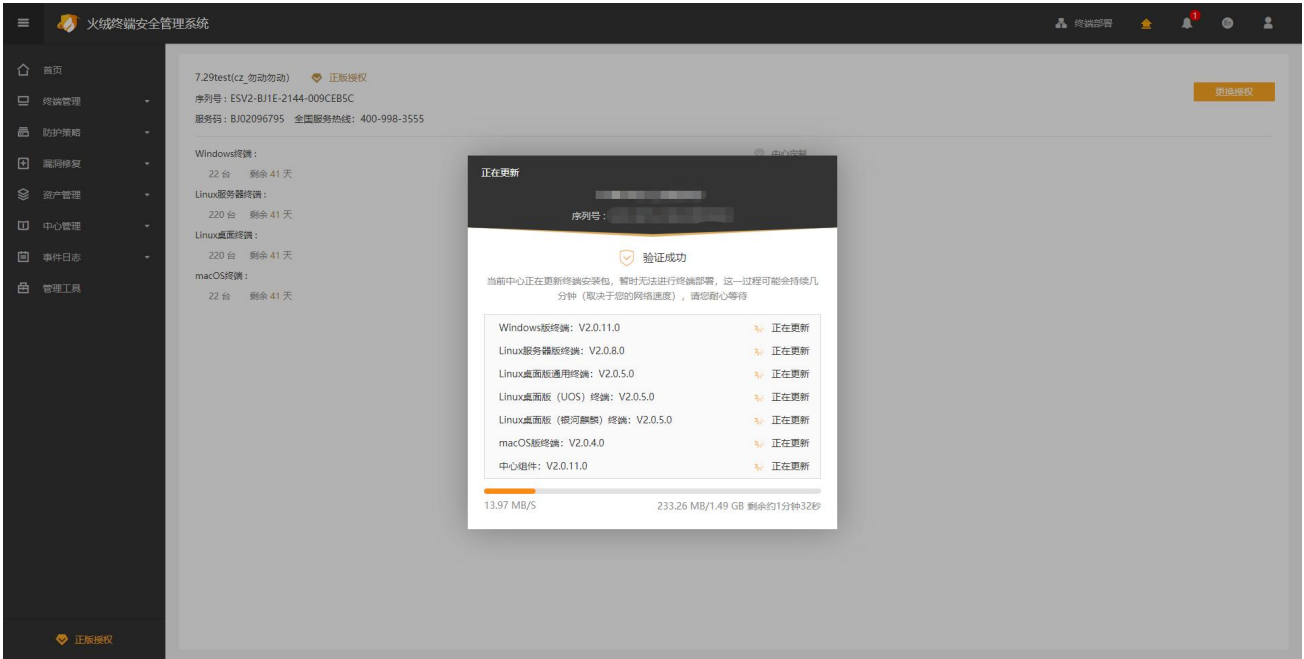 火绒终端安全管理系统
终端部署
1
首页
终端管理
防护策略
漏洞修复
资产管理
中心管理
事件日志
管理工具
正版授权
7.29test(cz_勿动勿动) 正版授权
序列号：ESV2-BJ1E-2144-009CEB5C
服务码：BJ02096795 全国服务热线：400-998-3555
更换授权
Windows终端：
22 台 剩余 41 天
Linux服务器终端：
220 台 剩余 41 天
Linux桌面终端：
220 台 剩余 41 天
macOS终端：
22 台 剩余 41 天
中心定制
正在更新
序列号：
验证成功
当前中心正在更新终端安装包，暂时无法进行终端部署，这一过程可能会持续几
分钟（取决于您的网络速度），请您耐心等待
Windows版终端：V2.0.11.0 正在更新
Linux服务器版终端：V2.0.8.0 正在更新
Linux桌面版通用终端：V2.0.5.0 正在更新
Linux桌面版（UOS）终端：V2.0.5.0 正在更新
Linux桌面版（银河麒麟）终端：V2.0.5.0 正在更新
macOS版终端：V2.0.4.0 正在更新
中心组件：V2.0.11.0 正在更新
13.97 MB/S 233.26 MB/1.49 GB 剩余约1分钟32秒